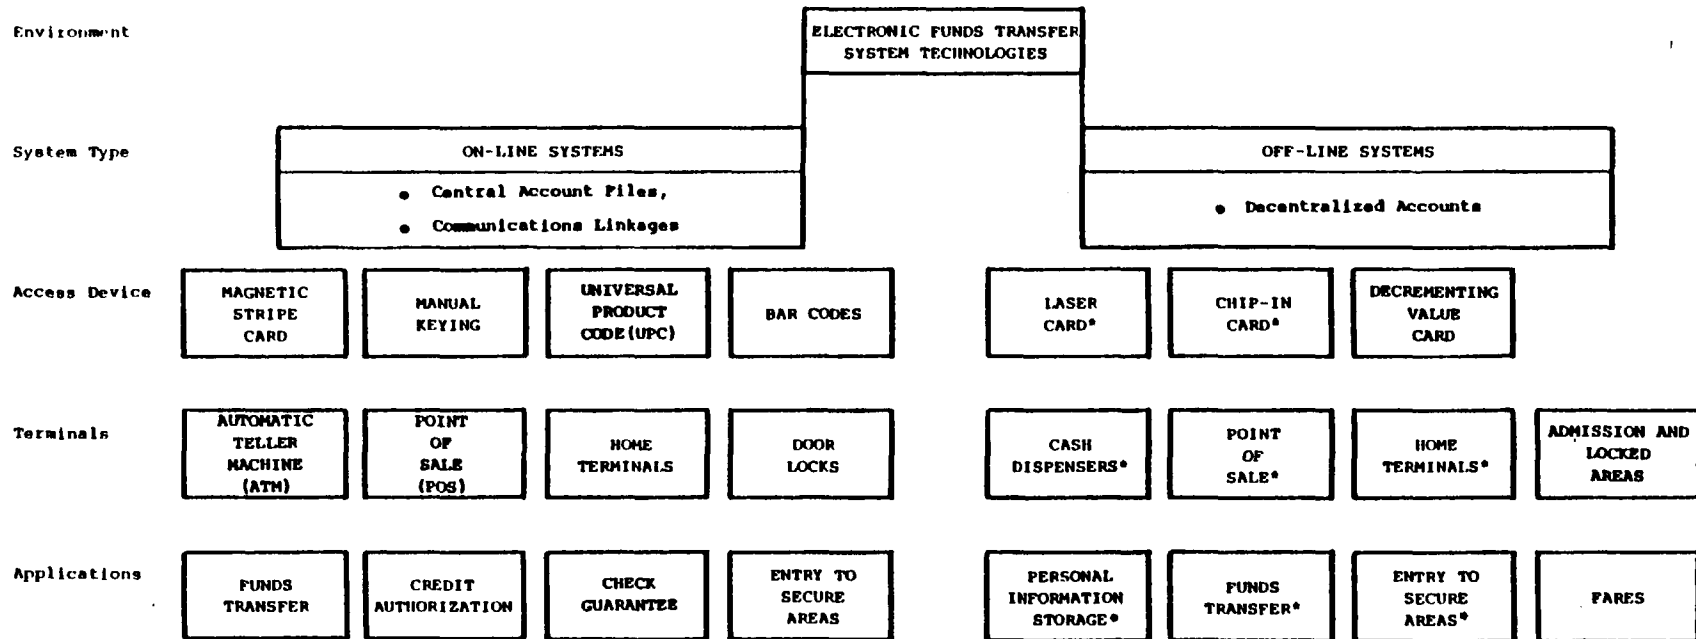 Environment
ELECTRONIC FUNDS TRANSFER
SYSTEM TECHNOLOGIES
System Type
ON-LINE SYSTEMS
• Central Account Files,
• Communications Linkages
OFF-LINE SYSTEMS
• Decentralized Accounts
Access Device
MAGNETIC
STRIPE
CARD
MANUAL
KEYING
UNIVERSAL
PRODUCT
CODE(UPC)
BAR CODES
LASER
CARD*
CHIP-IN
CARD*
DECREMENTING
VALUE
CARD
Terminals
AUTOMATIC
TELLER
MACHINE
(ATM)
POINT
OF
SALE
(POS)
HOME
TERMINALS
DOOR
LOCKS
CASH
DISPENSERS*
POINT
OF
SALE*
HOME
TERMINALS*
ADMISSION AND
LOCKED
AREAS
Applications
FUNDS
TRANSFER
CREDIT
AUTHORIZATION
CHECK
GUARANTEE
ENTRY TO
SECURE
AREAS
PERSONAL
INFORMATION
STORAGE*
FUNDS
TRANSFER*
ENTRY TO
SECURE
AREAS*
FARES